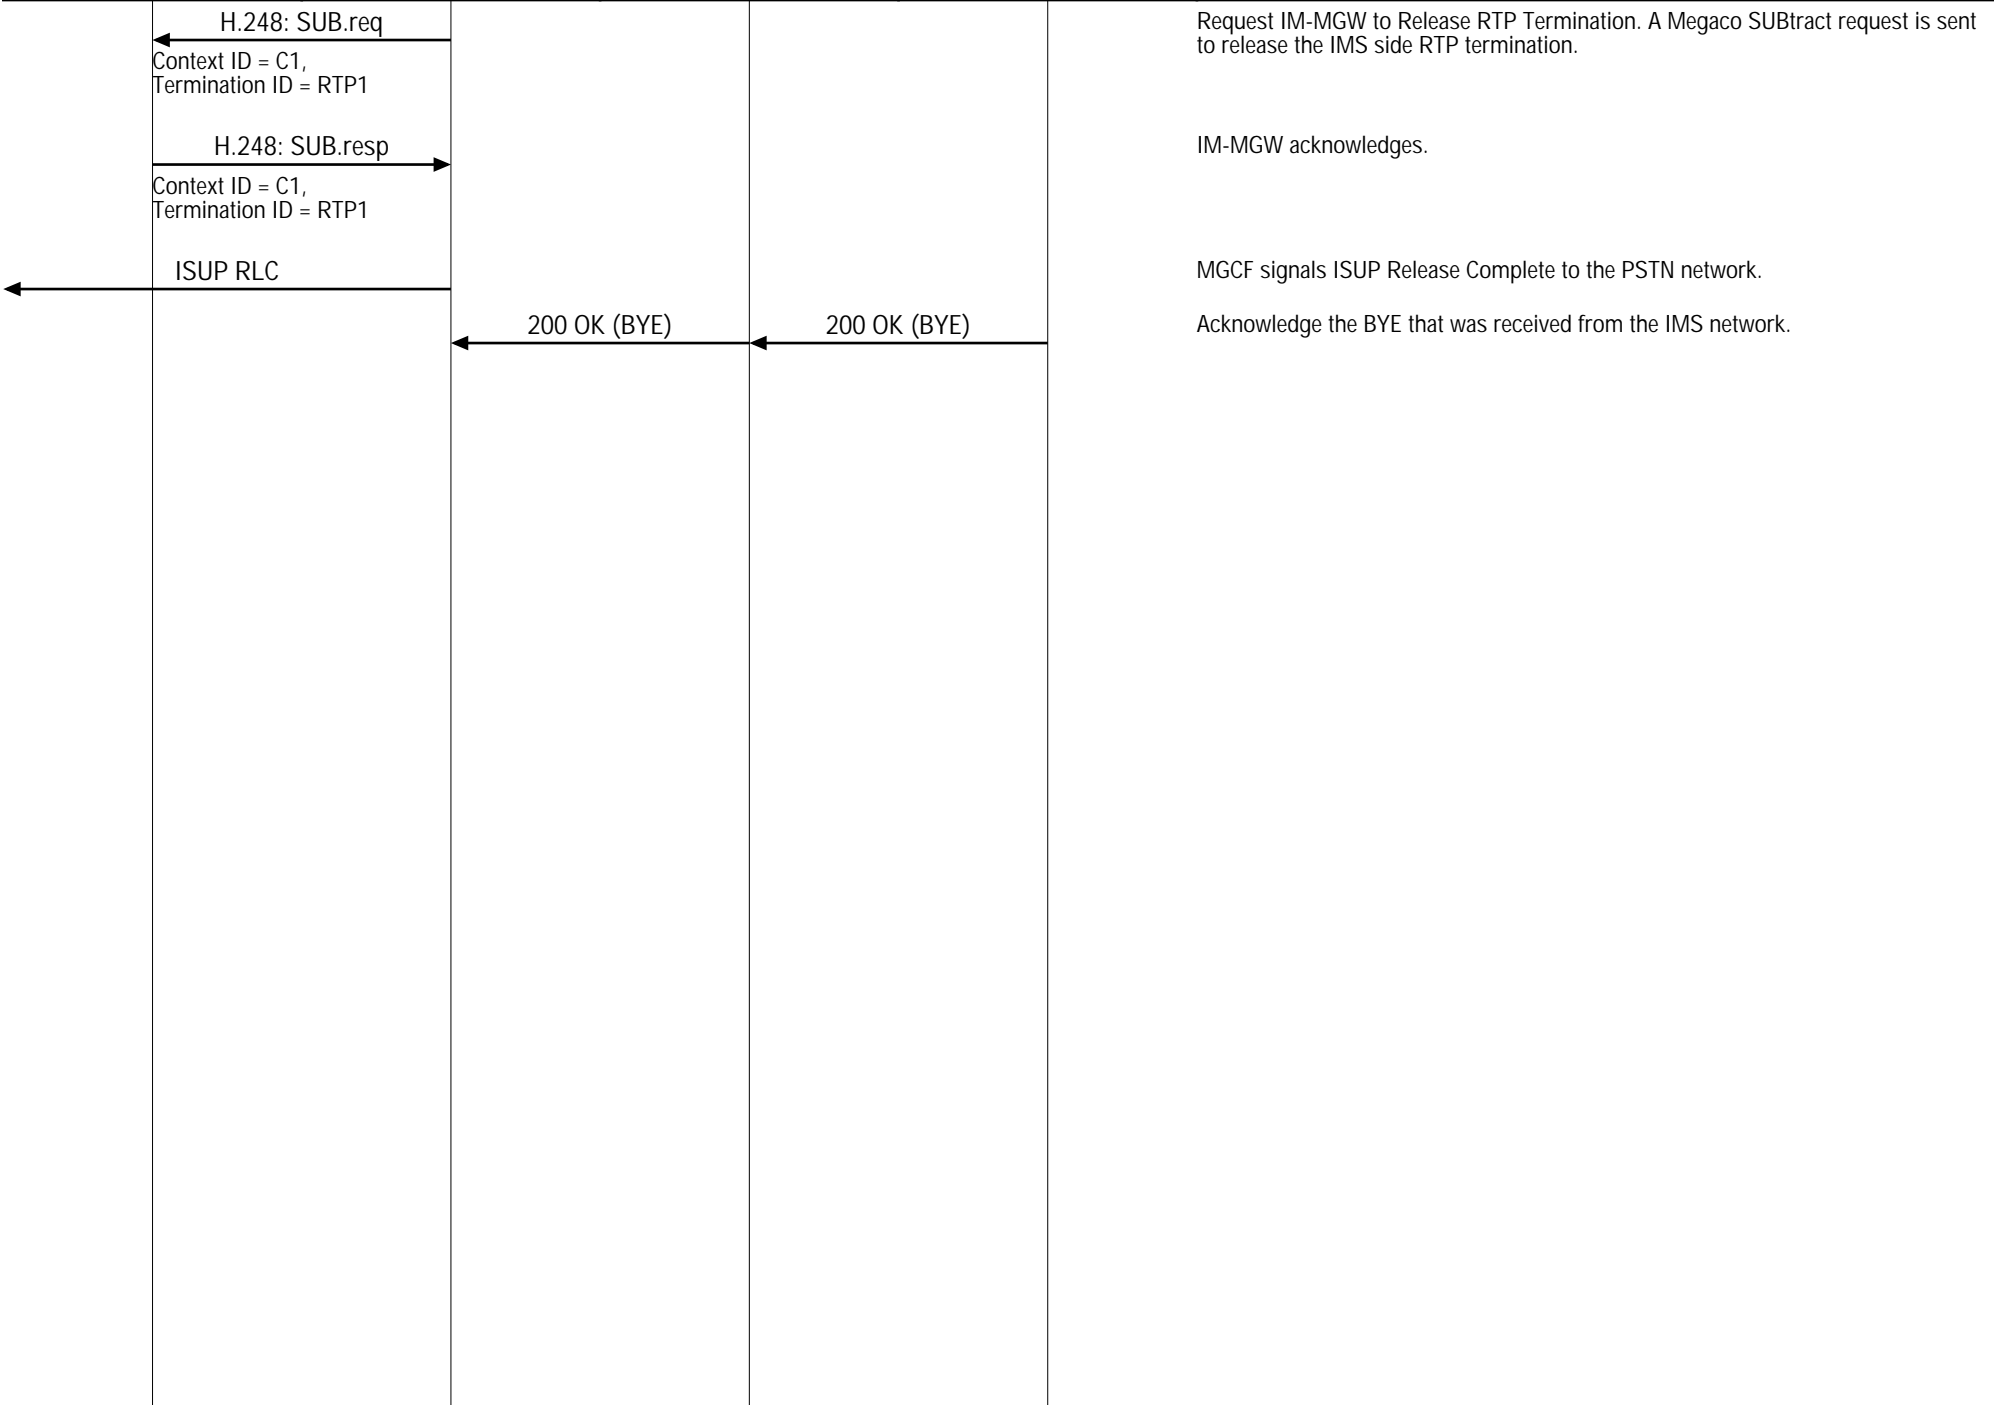 H.248: SUB.req
Request IM-MGW to Release RTP Termination. A Megaco SUBtract request is sent
to release the IMS side RTP termination.
Context ID = C1,
Termination ID = RTP1
H.248: SUB.resp
IM-MGW acknowledges.
Context ID = C1,
Termination ID = RTP1
ISUP RLC
MGCF signals ISUP Release Complete to the PSTN network.
200 OK (BYE)
200 OK (BYE)
Acknowledge the BYE that was received from the IMS network.